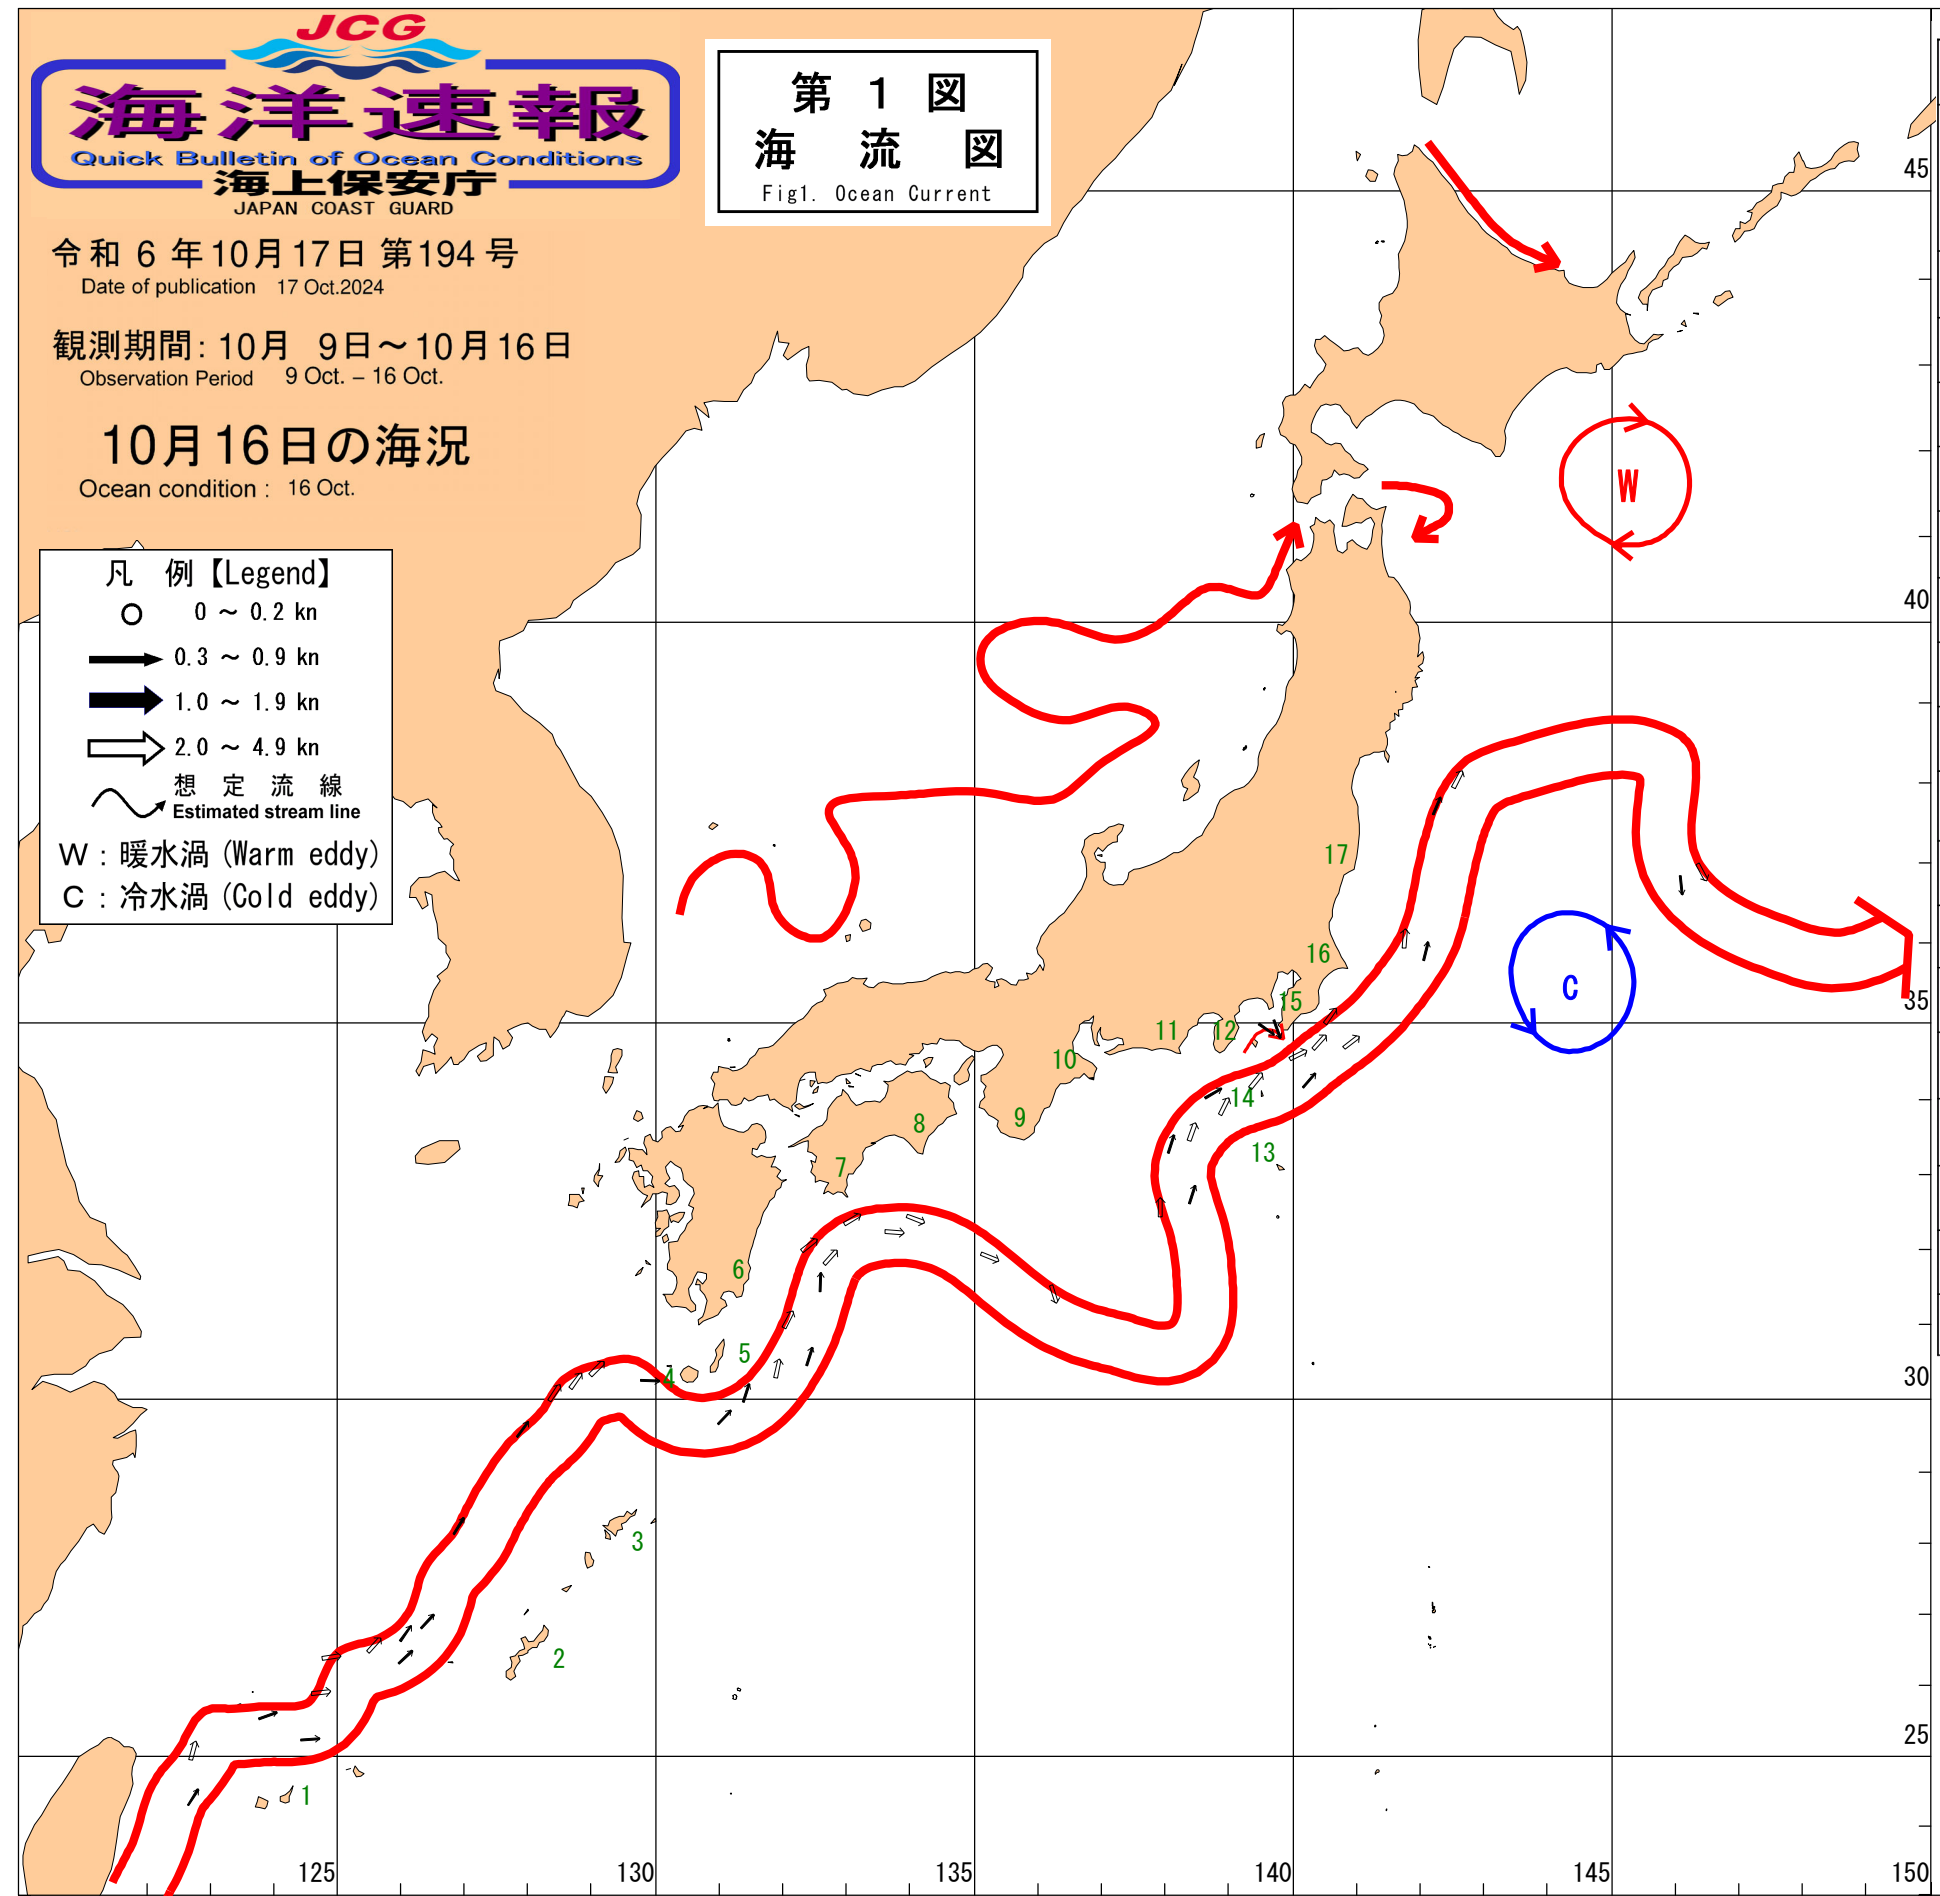 JCG
海洋速報
Quick Bulletin of Ocean Conditions
海上保安庁
JAPAN COAST GUARD
第 1 図
海 流 図
Fig1. Ocean Current
令和 6 年10月17日 第194号
Date of publication 17 Oct.2024
観測期間: 10月 9日～10月16日
Observation Period 9 Oct. – 16 Oct.
10月16日の海況
Ocean condition : 16 Oct.
凡 例【Legend】
0 ～ 0.2 kn
0.3 ～ 0.9 kn
1.0 ～ 1.9 kn
2.0 ～ 4.9 kn
想 定 流 線
Estimated stream line
W : 暖水渦 (Warm eddy)
C : 冷水渦 (Cold eddy)
45
W
40
17
16
C
15
35
12
11
10
14
9
8
13
7
6
5
4
30
3
2
25
1
125
130
135
140
145
150